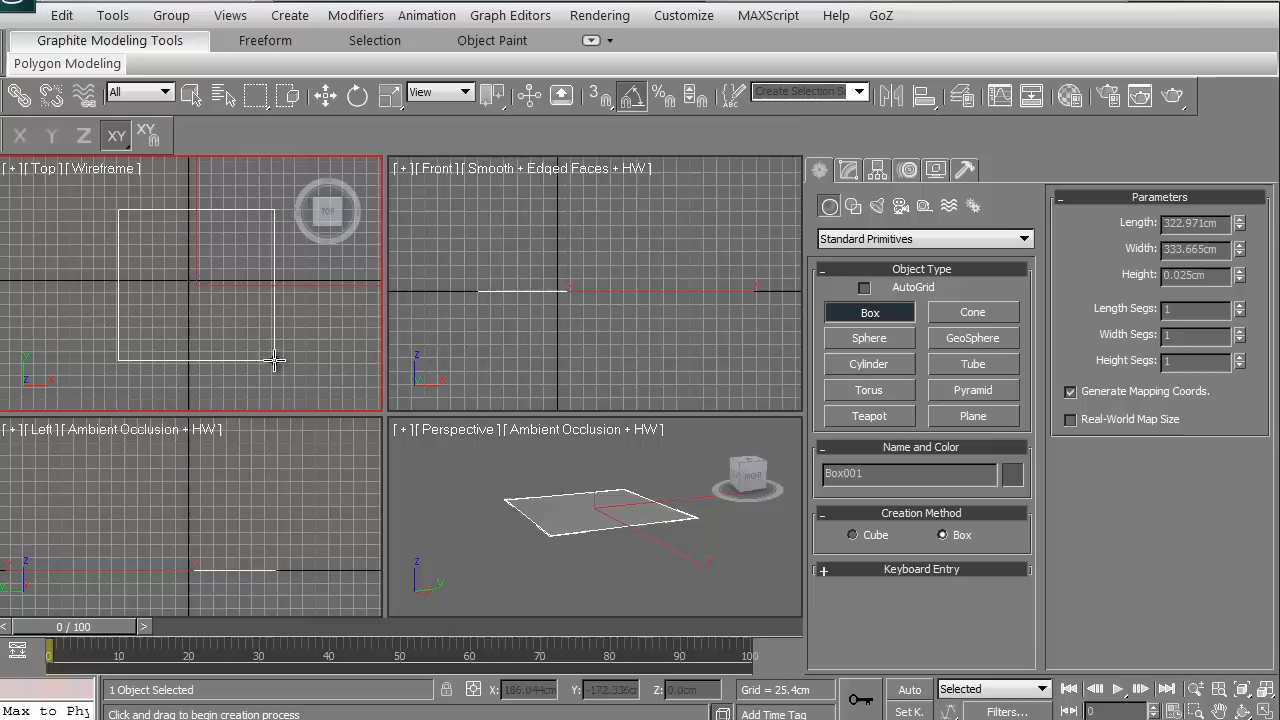 Edit Tools Group Views Create Modifiers Animation Graph Editors Rendering Customize MAXScript Help GoZ
Graphite Modeling Tools Freeform Selection Object Paint
Polygon Modeling
All View 3 % Create Selection Se
X Y Z XY XY
[ + ] [ Top ] [ Wireframe ]
TOP
[ + ] [ Front ] [ Smooth + Edged Faces + HW ]
[ + ] [ Left ] [ Ambient Occlusion + HW ]
[ + ] [ Perspective ] [ Ambient Occlusion + HW ]
RIGHT
Standard Primitives
Object Type
AutoGrid
Box Cone
Sphere GeoSphere
Cylinder Tube
Torus Pyramid
Teapot Plane
Name and Color
Box001
Creation Method
Cube Box
Keyboard Entry
Parameters
Length: 322.971cm
Width: 333.665cm
Height: 0.025cm
Length Segs: 1
Width Segs: 1
Height Segs: 1
Generate Mapping Coords.
Real-World Map Size
< 0 / 100 >
0 10 20 30 40 50 60 70 80 90 100
1 Object Selected X: 186.044cm Y: -172.336cm Z: 0.0cm Grid = 25.4cm Auto Selected
Max to Phy Click and drag to begin creation process Add Time Tag Set K. Filters... 0